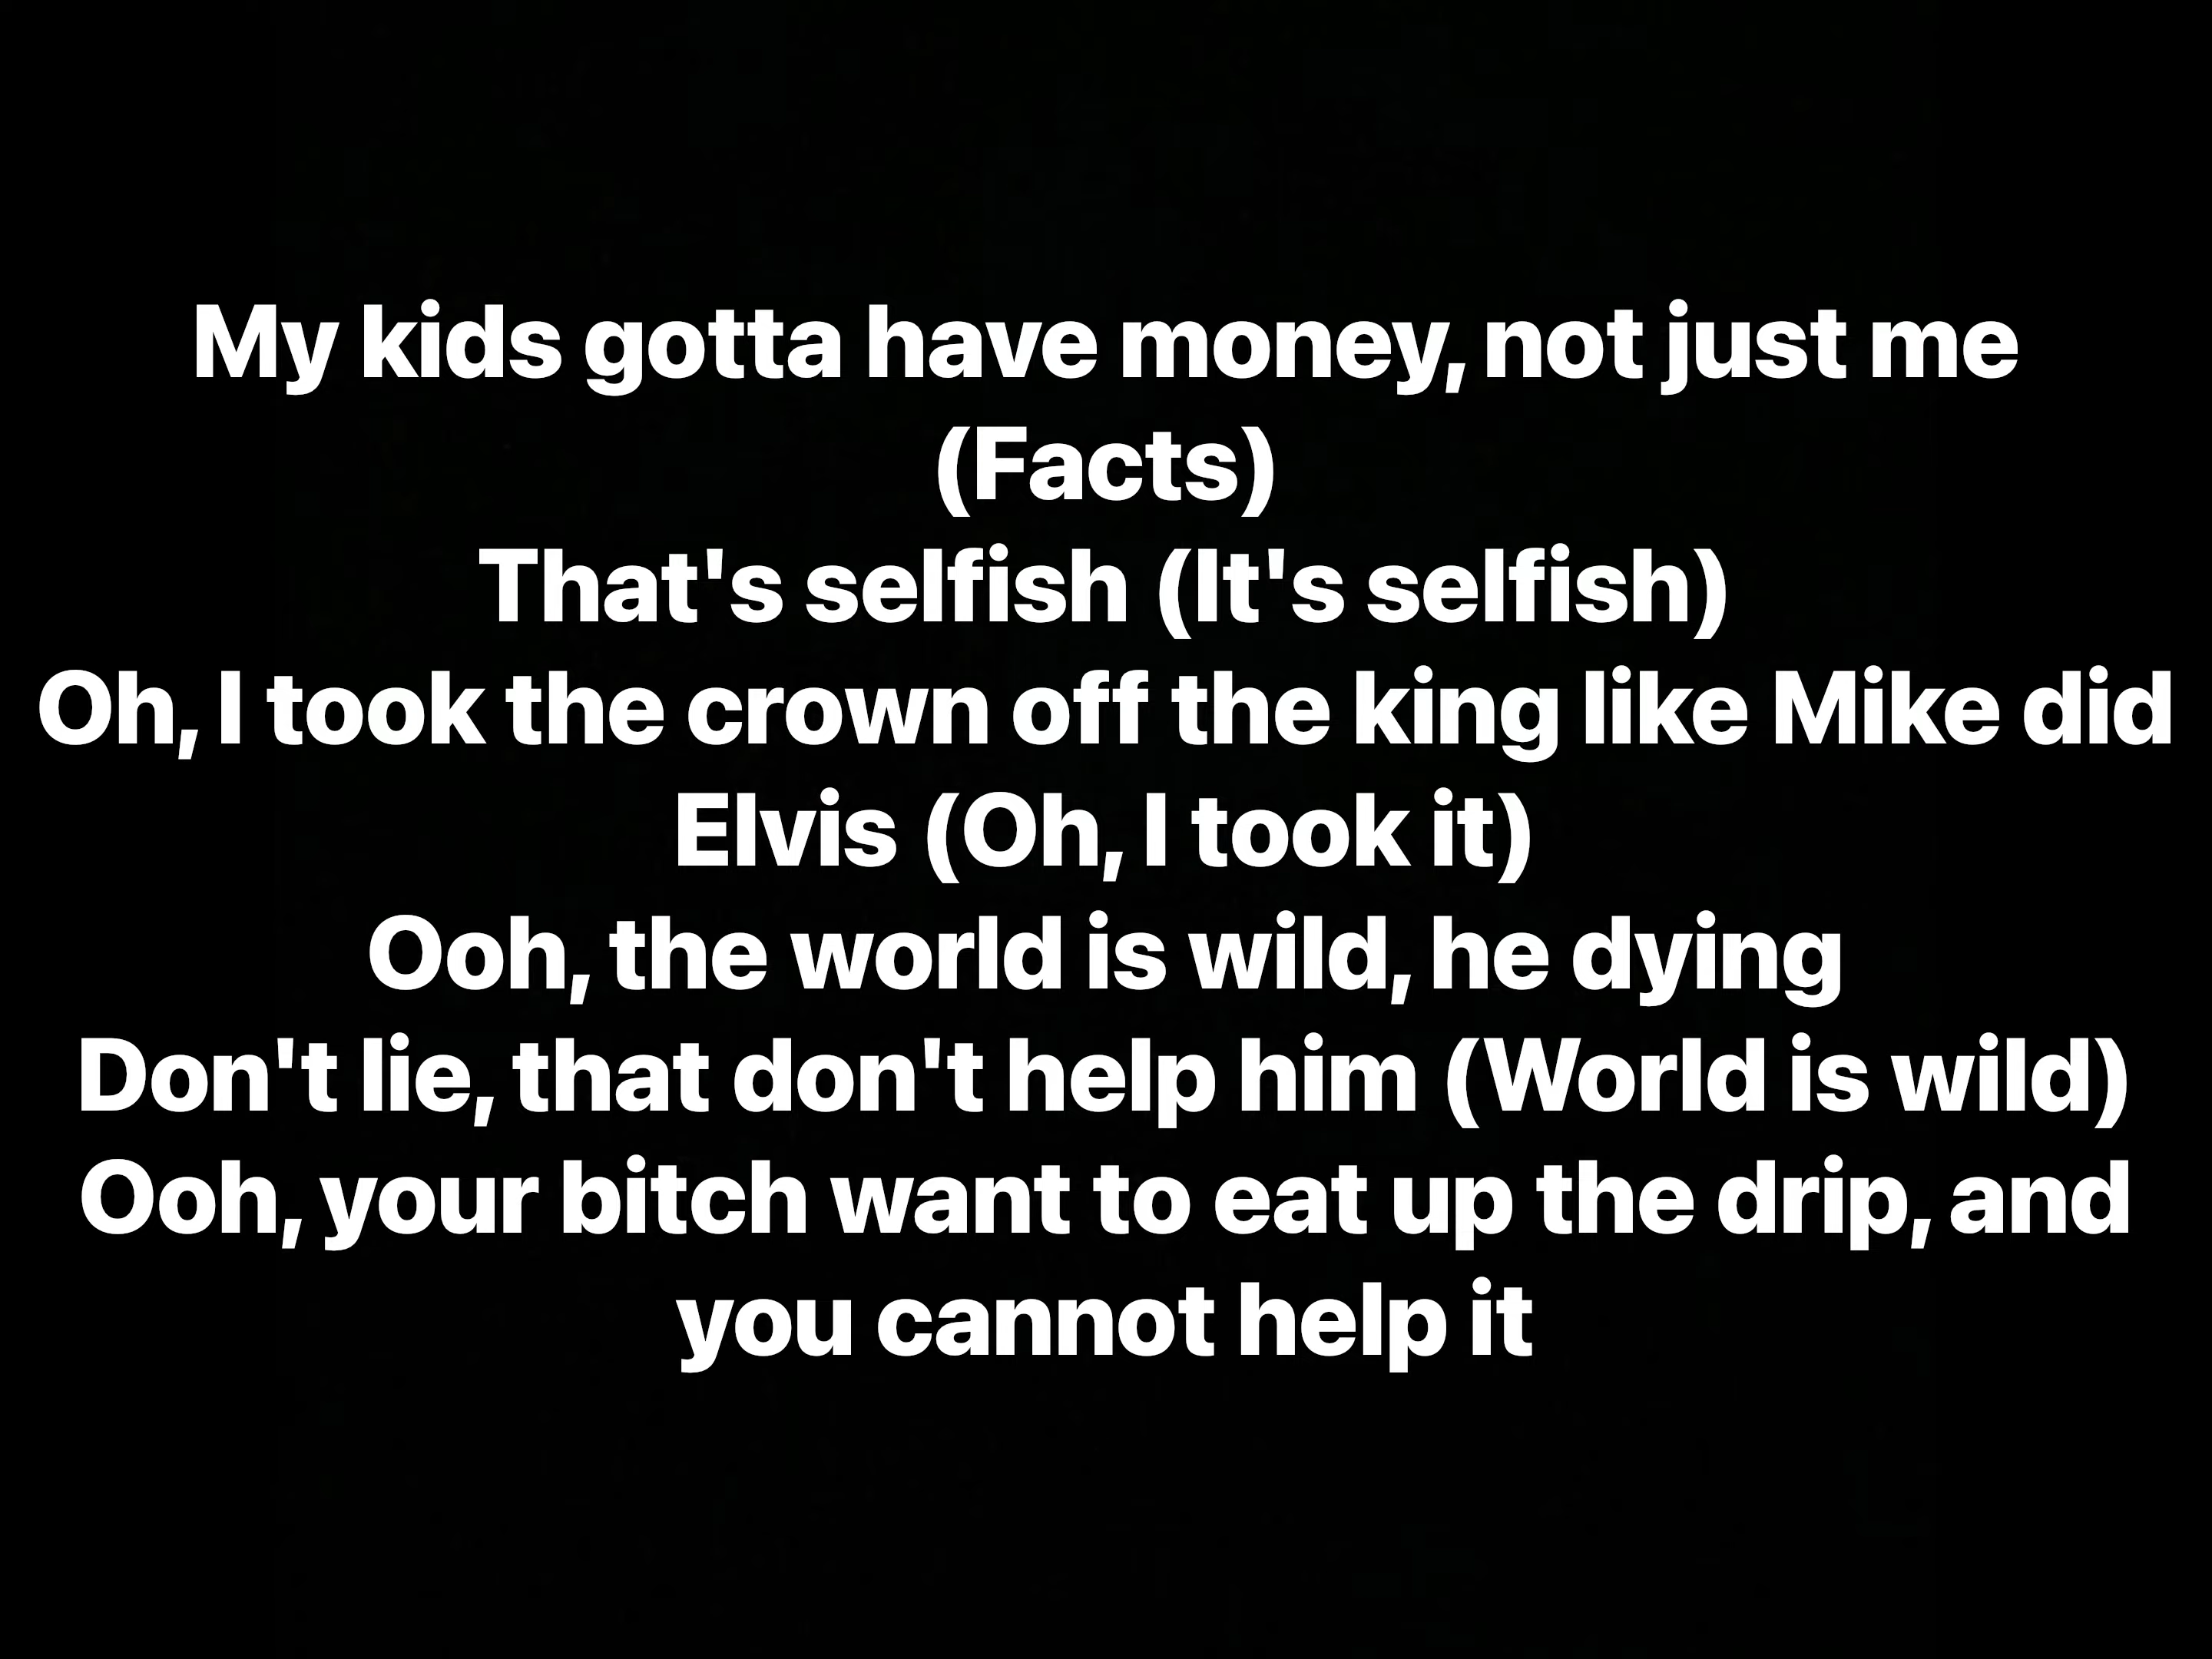 My kids gotta have money, not just me
(Facts)
That's selfish (It's selfish)
Oh, I took the crown off the king like Mike did
Elvis (Oh, I took it)
Ooh, the world is wild, he dying
Don't lie, that don't help him (World is wild)
Ooh, your bitch want to eat up the drip, and
you cannot help it